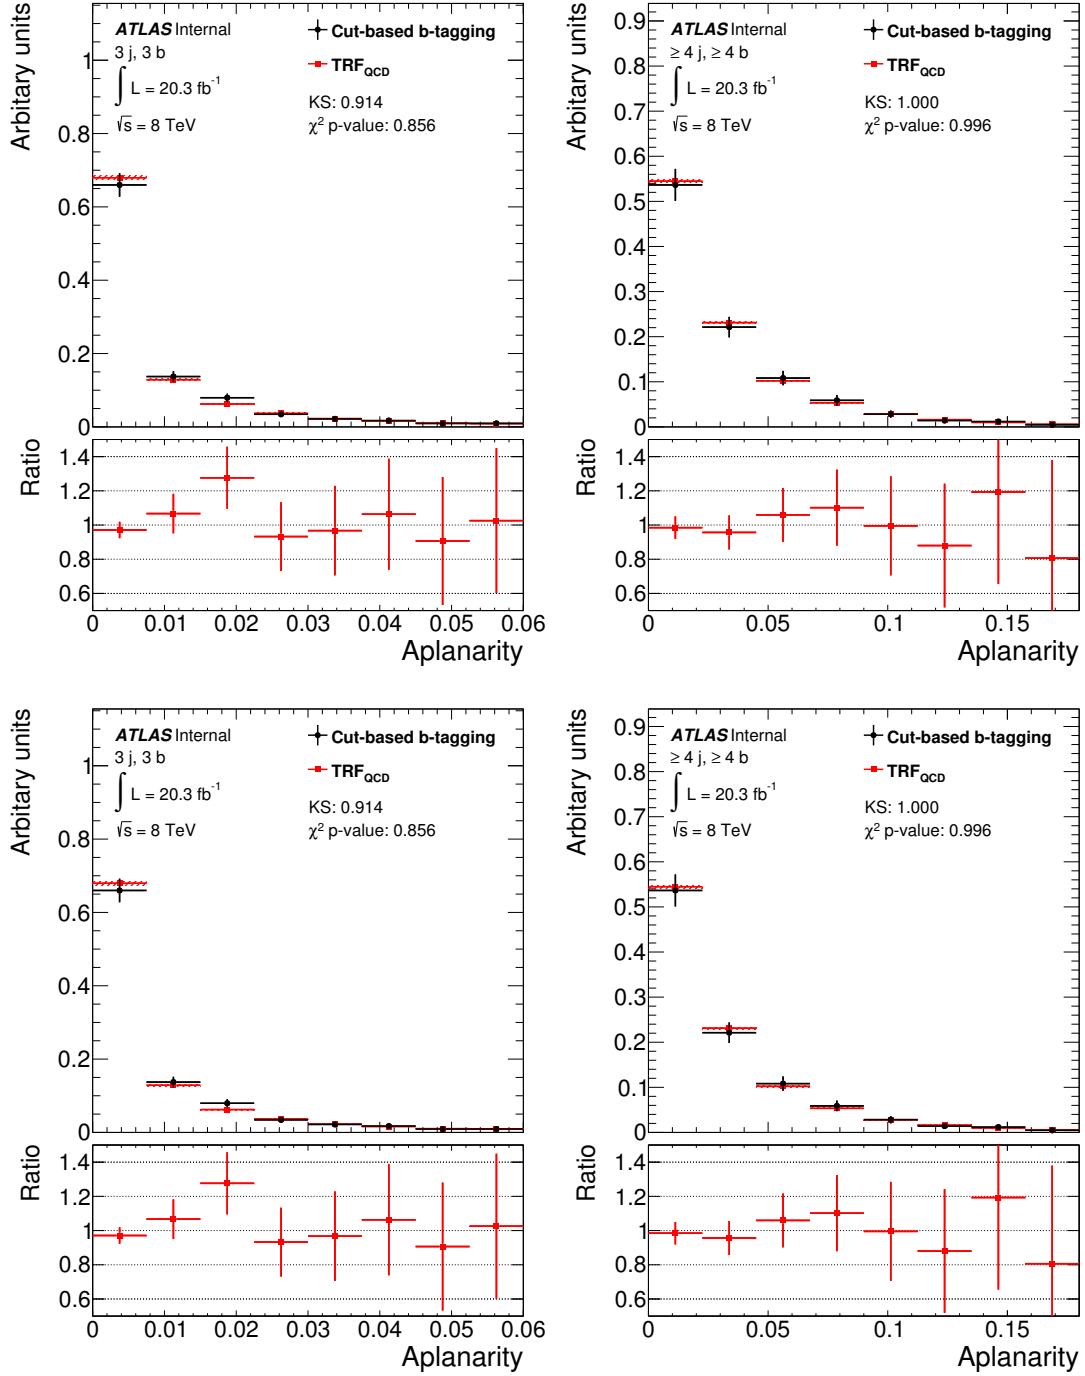 Arbitary units
ATLAS Internal
3 j, 3 b
∫ L = 20.3 fb⁻¹
√s = 8 TeV
Cut-based b-tagging
TRF_QCD
KS: 0.914
χ² p-value: 0.856
1
0.8
0.6
0.4
0.2
0
Ratio
1.4
1.2
1
0.8
0.6
0 0.01 0.02 0.03 0.04 0.05 0.06
Aplanarity
Arbitary units
ATLAS Internal
≥ 4 j, ≥ 4 b
∫ L = 20.3 fb⁻¹
√s = 8 TeV
Cut-based b-tagging
TRF_QCD
KS: 1.000
χ² p-value: 0.996
0.9
0.8
0.7
0.6
0.5
0.4
0.3
0.2
0.1
0
Ratio
1.4
1.2
1
0.8
0.6
0 0.05 0.1 0.15
Aplanarity
Arbitary units
ATLAS Internal
3 j, 3 b
∫ L = 20.3 fb⁻¹
√s = 8 TeV
Cut-based b-tagging
TRF_QCD
KS: 0.914
χ² p-value: 0.856
1
0.8
0.6
0.4
0.2
0
Ratio
1.4
1.2
1
0.8
0.6
0 0.01 0.02 0.03 0.04 0.05 0.06
Aplanarity
Arbitary units
ATLAS Internal
≥ 4 j, ≥ 4 b
∫ L = 20.3 fb⁻¹
√s = 8 TeV
Cut-based b-tagging
TRF_QCD
KS: 1.000
χ² p-value: 0.996
0.9
0.8
0.7
0.6
0.5
0.4
0.3
0.2
0.1
0
Ratio
1.4
1.2
1
0.8
0.6
0 0.05 0.1 0.15
Aplanarity